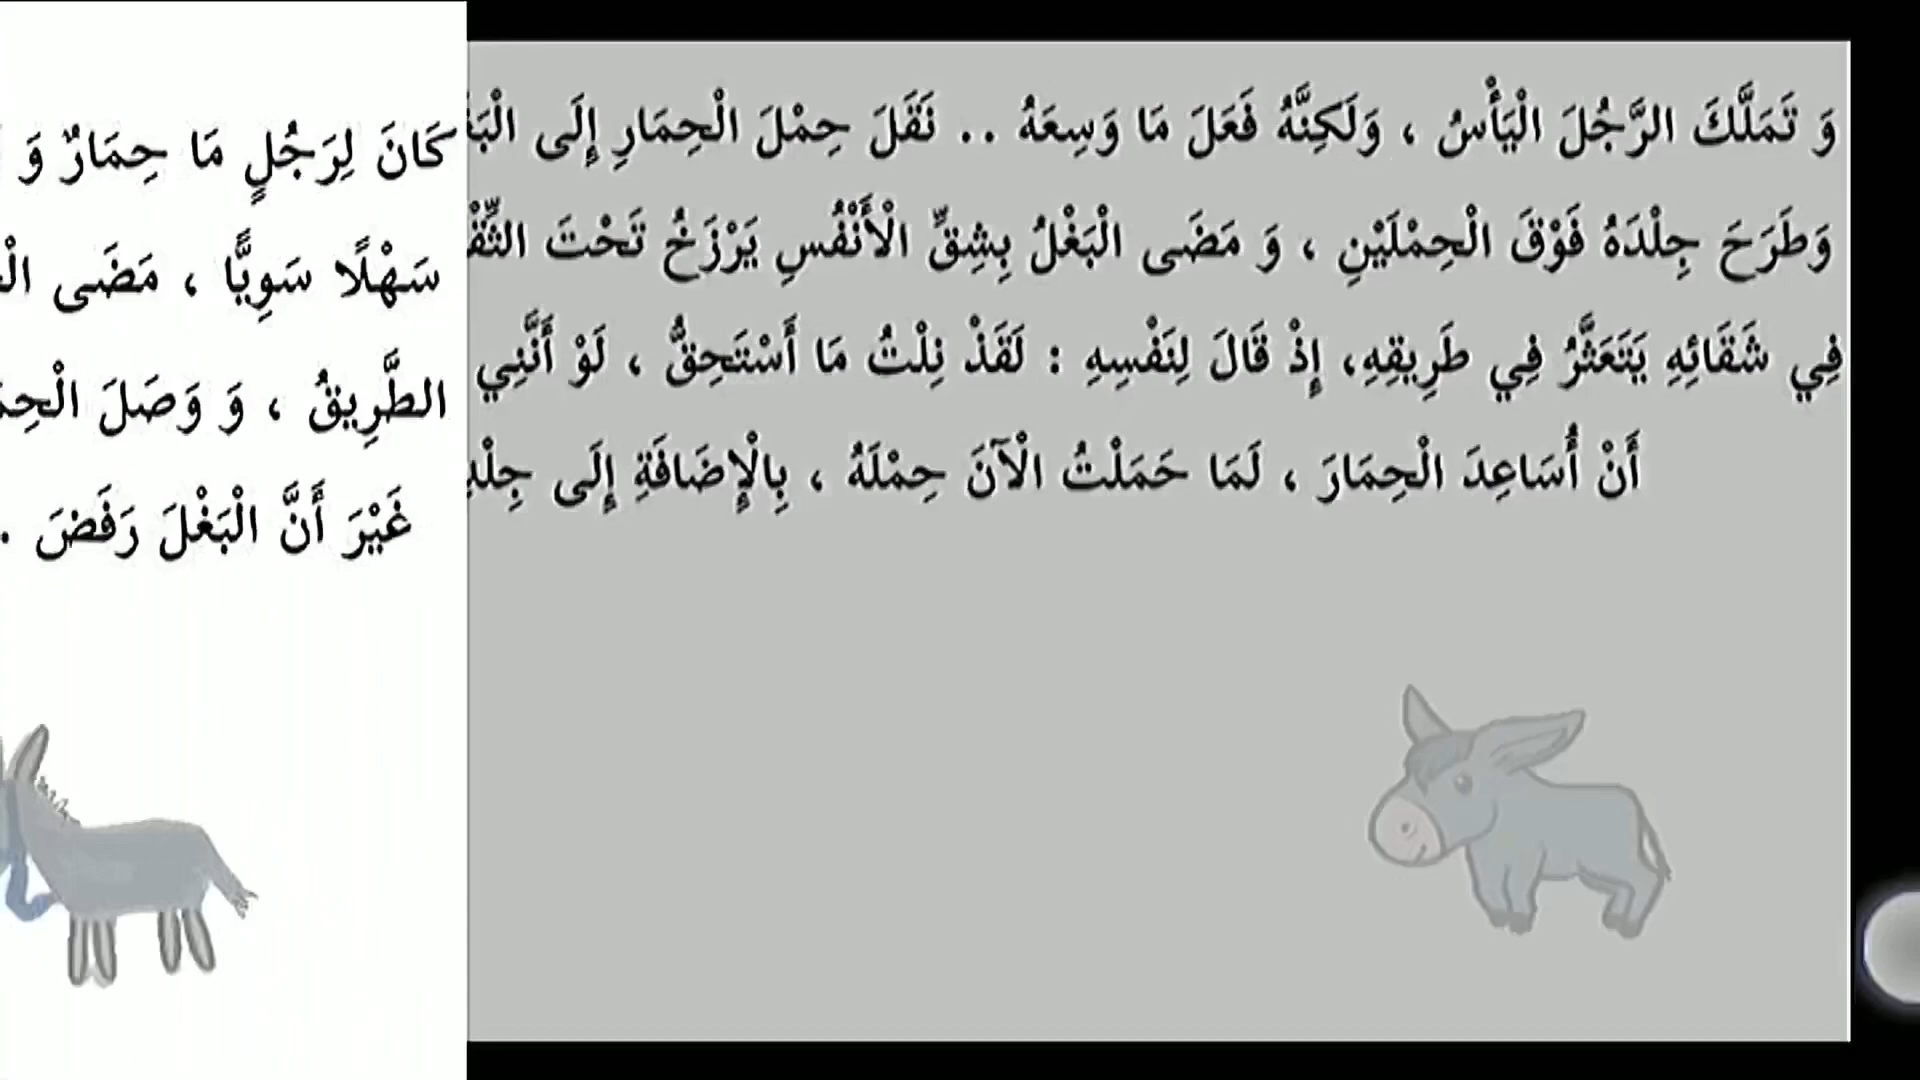 وَ تَمَلَّكَ الرَّجُلَ الْيَأْسُ ، وَلَكِنَّهُ فَعَلَ مَا وَسِعَهُ .. نَقَلَ حِمْلَ الْحِمَارِ إِلَى
وَطَرَحَ جِلْدَهُ فَوْقَ الْحِمْلَيْنِ ، وَ مَضَى الْبَغْلُ بِشِقِّ الْأَنْفُسِ يَرْزَخُ تَحْتَ
فِي شَقَائِهِ يَتَعَثَّرُ فِي طَرِيقِهِ، إِذْ قَالَ لِنَفْسِهِ : لَقَذْ نِلْتُ مَا أَسْتَحِقُّ ، لَوْ أَنَّنِي
أَنْ أُسَاعِدَ الْحِمَارَ ، لَمَا حَمَلْتُ الْآنَ حِمْلَهُ ، بِالْإِضَافَةِ إِلَى
كَانَ لِرَجُلٍ مَا حِمَارٌ وَ
سَهْلًا سَوِيًّا ، مَضَى
الطَّرِيقُ ، وَ وَصَلَ
غَيْرَ أَنَّ الْبَغْلَ رَفَضَ .